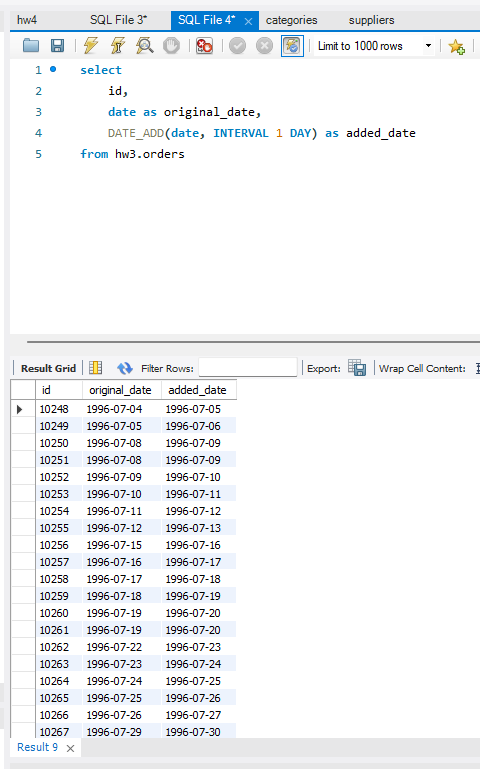 hw4 SQL File 3* SQL File 4* × categories suppliers
Limit to 1000 rows
1 select
2 id,
3 date as original_date,
4 DATE_ADD(date, INTERVAL 1 DAY) as added_date
5 from hw3.orders
Result Grid Filter Rows: Export: Wrap Cell Content:
id original_date added_date
10248 1996-07-04 1996-07-05
10249 1996-07-05 1996-07-06
10250 1996-07-08 1996-07-09
10251 1996-07-08 1996-07-09
10252 1996-07-09 1996-07-10
10253 1996-07-10 1996-07-11
10254 1996-07-11 1996-07-12
10255 1996-07-12 1996-07-13
10256 1996-07-15 1996-07-16
10257 1996-07-16 1996-07-17
10258 1996-07-17 1996-07-18
10259 1996-07-18 1996-07-19
10260 1996-07-19 1996-07-20
10261 1996-07-19 1996-07-20
10262 1996-07-22 1996-07-23
10263 1996-07-23 1996-07-24
10264 1996-07-24 1996-07-25
10265 1996-07-25 1996-07-26
10266 1996-07-26 1996-07-27
10267 1996-07-29 1996-07-30
Result 9 ×